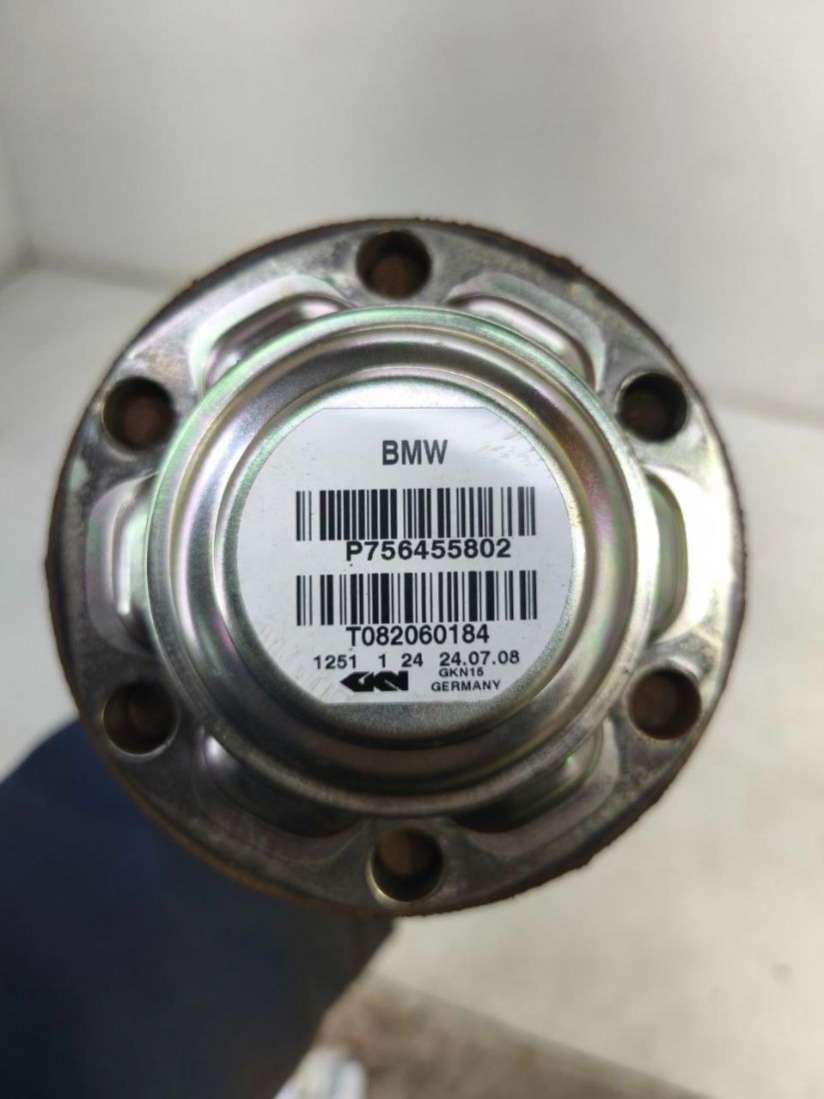 BMW
P756455802
T082060184
1251 1 24 24.07.08
GKN GKN15
GERMANY